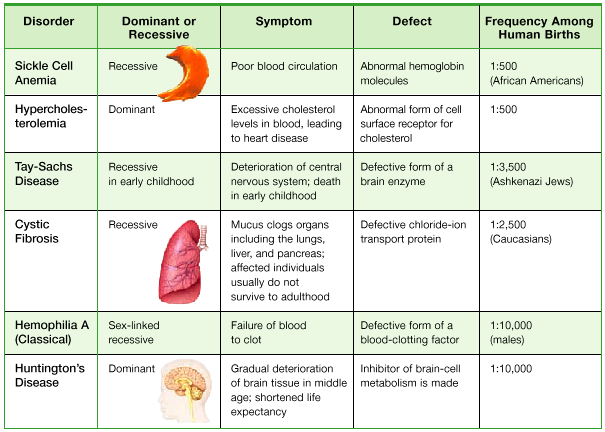 Disorder
Dominant or
Recessive
Symptom
Defect
Frequency Among
Human Births
Sickle Cell
Anemia
Recessive
Poor blood circulation
Abnormal hemoglobin
molecules
1:500
(African Americans)
Hypercholes-
terolemia
Dominant
Excessive cholesterol
levels in blood, leading
to heart disease
Abnormal form of cell
surface receptor for
cholesterol
1:500
Tay-Sachs
Disease
Recessive
in early childhood
Deterioration of central
nervous system; death
in early childhood
Defective form of a
brain enzyme
1:3,500
(Ashkenazi Jews)
Cystic
Fibrosis
Recessive
Mucus clogs organs
including the lungs,
liver, and pancreas;
affected individuals
usually do not
survive to adulthood
Defective chloride-ion
transport protein
1:2,500
(Caucasians)
Hemophilia A
(Classical)
Sex-linked
recessive
Failure of blood
to clot
Defective form of a
blood-clotting factor
1:10,000
(males)
Huntington's
Disease
Dominant
Gradual deterioration
of brain tissue in middle
age; shortened life
expectancy
Inhibitor of brain-cell
metabolism is made
1:10,000